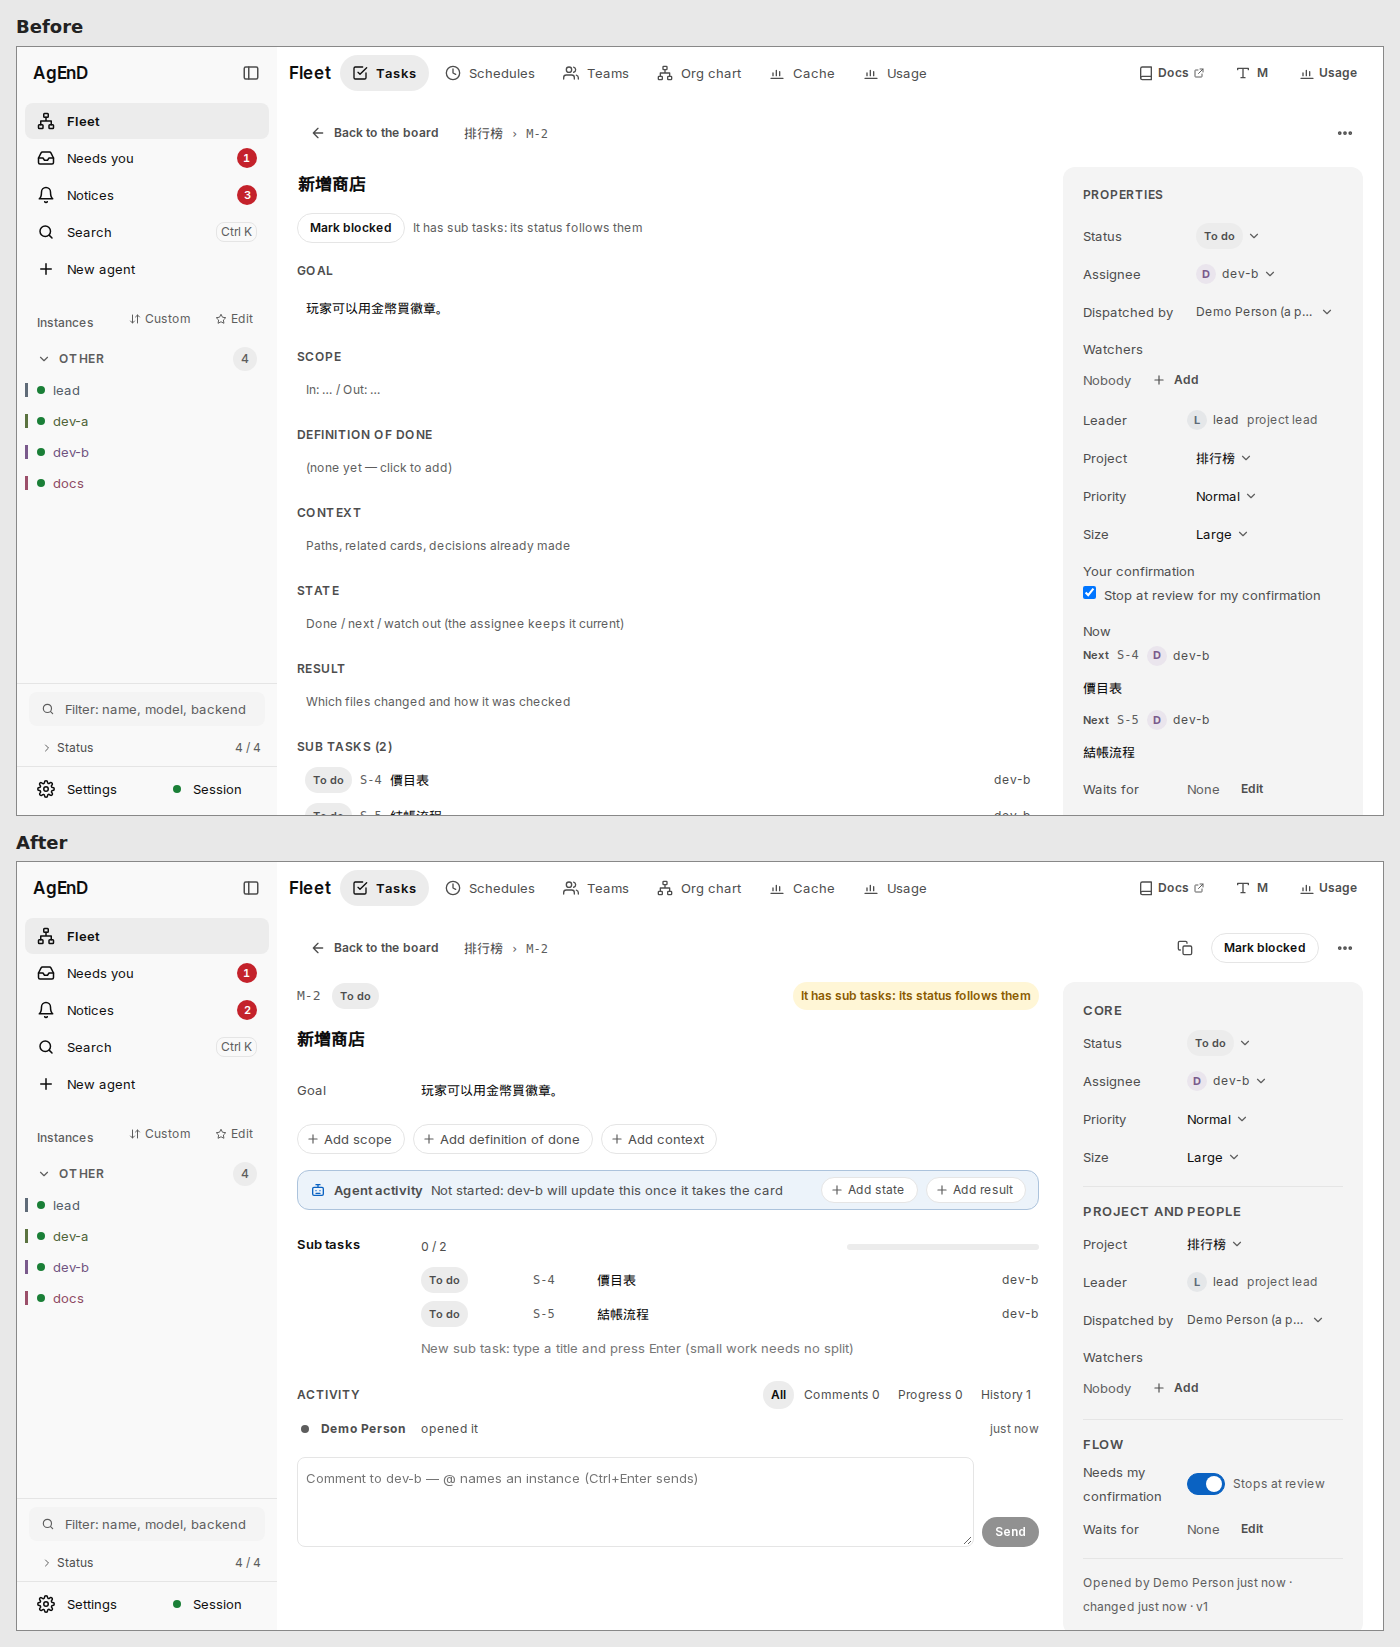 Before
AgEnD
Fleet
Tasks
Schedules
Teams
Org chart
Cache
Usage
Docs
M
Usage
Fleet
Needs you 1
Notices 3
Search Ctrl K
New agent
Instances Custom Edit
OTHER 4
lead
dev-a
dev-b
docs
Filter: name, model, backend
Status 4 / 4
Settings Session
Back to the board 排行榜 › M-2
新增商店
Mark blocked It has sub tasks: its status follows them
GOAL
玩家可以用金幣買徽章。
SCOPE
In: ... / Out: ...
DEFINITION OF DONE
(none yet — click to add)
CONTEXT
Paths, related cards, decisions already made
STATE
Done / next / watch out (the assignee keeps it current)
RESULT
Which files changed and how it was checked
SUB TASKS (2)
To do S-4 價目表 dev-b
To do S-5 結帳流程 dev-b
PROPERTIES
Status To do
Assignee D dev-b
Dispatched by Demo Person (a p...
Watchers
Nobody Add
Leader L lead project lead
Project 排行榜
Priority Normal
Size Large
Your confirmation
Stop at review for my confirmation
Now
Next S-4 D dev-b
價目表
Next S-5 D dev-b
結帳流程
Waits for None Edit
After
AgEnD
Fleet
Tasks
Schedules
Teams
Org chart
Cache
Usage
Docs
M
Usage
Fleet
Needs you 1
Notices 2
Search Ctrl K
New agent
Instances Custom Edit
OTHER 4
lead
dev-a
dev-b
docs
Filter: name, model, backend
Status 4 / 4
Settings Session
Back to the board 排行榜 › M-2
Mark blocked
M-2 To do It has sub tasks: its status follows them
新增商店
Goal 玩家可以用金幣買徽章。
Add scope Add definition of done Add context
Agent activity Not started: dev-b will update this once it takes the card Add state Add result
Sub tasks 0 / 2
To do S-4 價目表 dev-b
To do S-5 結帳流程 dev-b
New sub task: type a title and press Enter (small work needs no split)
ACTIVITY All Comments 0 Progress 0 History 1
Demo Person opened it just now
Comment to dev-b — @ names an instance (Ctrl+Enter sends)
Send
CORE
Status To do
Assignee D dev-b
Priority Normal
Size Large
PROJECT AND PEOPLE
Project 排行榜
Leader L lead project lead
Dispatched by Demo Person (a p...
Watchers
Nobody Add
FLOW
Needs my
confirmation Stops at review
Waits for None Edit
Opened by Demo Person just now ·
changed just now · v1